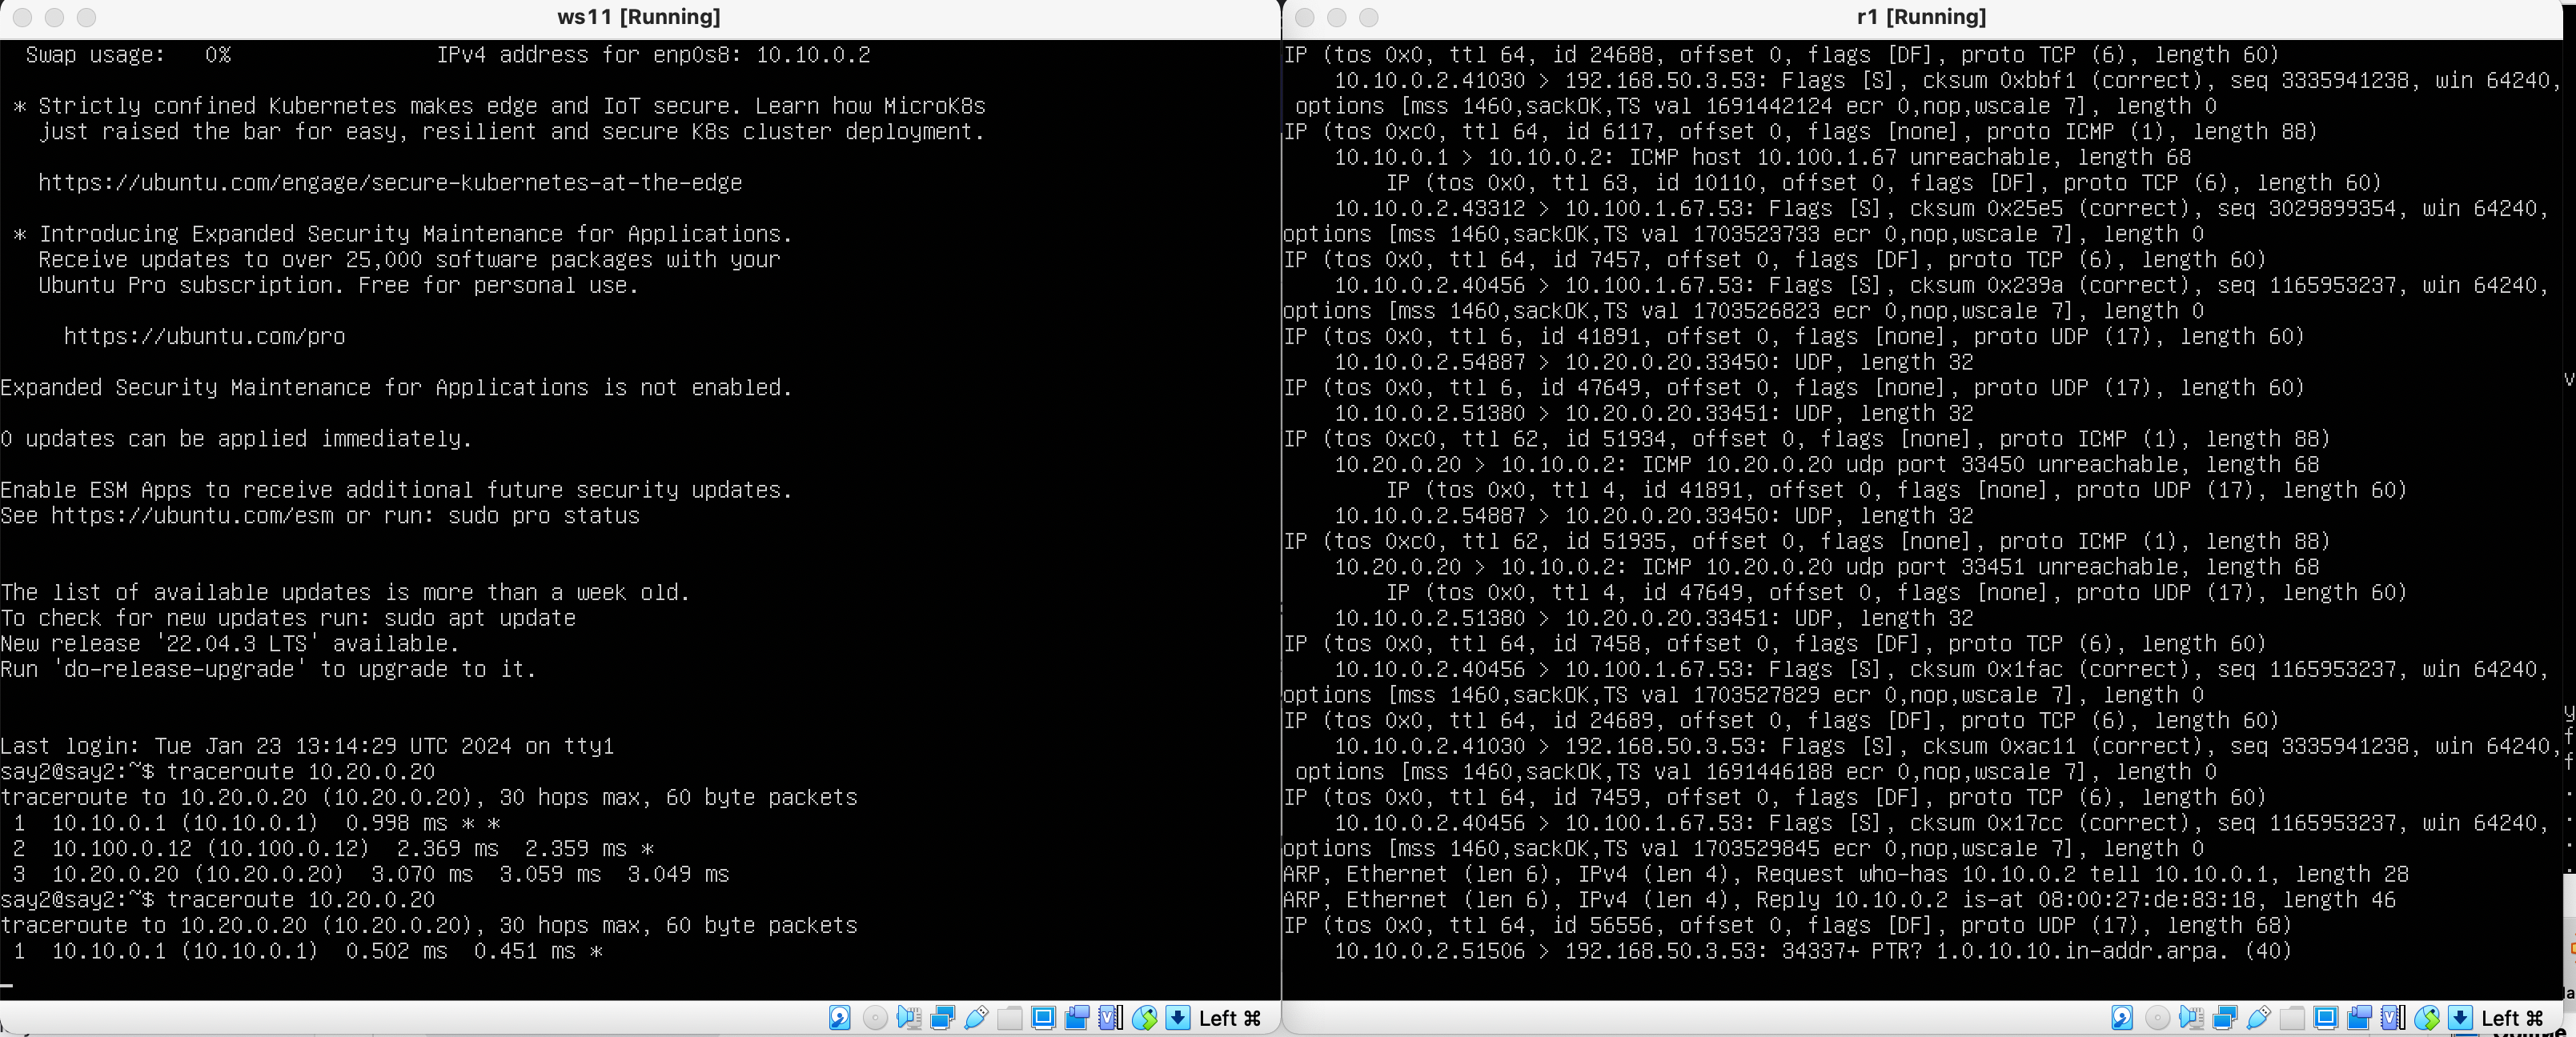 ws11 [Running]
Swap usage:   0%                IPv4 address for enp0s8: 10.10.0.2
* Strictly confined Kubernetes makes edge and IoT secure. Learn how MicroK8s
just raised the bar for easy, resilient and secure K8s cluster deployment.
https://ubuntu.com/engage/secure-kubernetes-at-the-edge
* Introducing Expanded Security Maintenance for Applications.
Receive updates to over 25,000 software packages with your
Ubuntu Pro subscription. Free for personal use.
https://ubuntu.com/pro
Expanded Security Maintenance for Applications is not enabled.
0 updates can be applied immediately.
Enable ESM Apps to receive additional future security updates.
See https://ubuntu.com/esm or run: sudo pro status
The list of available updates is more than a week old.
To check for new updates run: sudo apt update
New release '22.04.3 LTS' available.
Run 'do-release-upgrade' to upgrade to it.
Last login: Tue Jan 23 13:14:29 UTC 2024 on tty1
say2@say2:~$ traceroute 10.20.0.20
traceroute to 10.20.0.20 (10.20.0.20), 30 hops max, 60 byte packets
1  10.10.0.1 (10.10.0.1)  0.998 ms * *
2  10.100.0.12 (10.100.0.12)  2.369 ms  2.359 ms *
3  10.20.0.20 (10.20.0.20)  3.070 ms  3.059 ms  3.049 ms
say2@say2:~$ traceroute 10.20.0.20
traceroute to 10.20.0.20 (10.20.0.20), 30 hops max, 60 byte packets
1  10.10.0.1 (10.10.0.1)  0.502 ms  0.451 ms *
Left ⌘
r1 [Running]
IP (tos 0x0, ttl 64, id 24688, offset 0, flags [DF], proto TCP (6), length 60)
10.10.0.2.41030 > 192.168.50.3.53: Flags [S], cksum 0xbbf1 (correct), seq 3335941238, win 64240,
options [mss 1460,sackOK,TS val 1691442124 ecr 0,nop,wscale 7], length 0
IP (tos 0xc0, ttl 64, id 6117, offset 0, flags [none], proto ICMP (1), length 88)
10.10.0.1 > 10.10.0.2: ICMP host 10.100.1.67 unreachable, length 68
IP (tos 0x0, ttl 63, id 10110, offset 0, flags [DF], proto TCP (6), length 60)
10.10.0.2.43312 > 10.100.1.67.53: Flags [S], cksum 0x25e5 (correct), seq 3029899354, win 64240,
options [mss 1460,sackOK,TS val 1703523733 ecr 0,nop,wscale 7], length 0
IP (tos 0x0, ttl 64, id 7457, offset 0, flags [DF], proto TCP (6), length 60)
10.10.0.2.40456 > 10.100.1.67.53: Flags [S], cksum 0x239a (correct), seq 1165953237, win 64240,
options [mss 1460,sackOK,TS val 1703526823 ecr 0,nop,wscale 7], length 0
IP (tos 0x0, ttl 6, id 41891, offset 0, flags [none], proto UDP (17), length 60)
10.10.0.2.54887 > 10.20.0.20.33450: UDP, length 32
IP (tos 0x0, ttl 6, id 47649, offset 0, flags [none], proto UDP (17), length 60)
10.10.0.2.51380 > 10.20.0.20.33451: UDP, length 32
IP (tos 0xc0, ttl 62, id 51934, offset 0, flags [none], proto ICMP (1), length 88)
10.20.0.20 > 10.10.0.2: ICMP 10.20.0.20 udp port 33450 unreachable, length 68
IP (tos 0x0, ttl 4, id 41891, offset 0, flags [none], proto UDP (17), length 60)
10.10.0.2.54887 > 10.20.0.20.33450: UDP, length 32
IP (tos 0xc0, ttl 62, id 51935, offset 0, flags [none], proto ICMP (1), length 88)
10.20.0.20 > 10.10.0.2: ICMP 10.20.0.20 udp port 33451 unreachable, length 68
IP (tos 0x0, ttl 4, id 47649, offset 0, flags [none], proto UDP (17), length 60)
10.10.0.2.51380 > 10.20.0.20.33451: UDP, length 32
IP (tos 0x0, ttl 64, id 7458, offset 0, flags [DF], proto TCP (6), length 60)
10.10.0.2.40456 > 10.100.1.67.53: Flags [S], cksum 0x1fac (correct), seq 1165953237, win 64240,
options [mss 1460,sackOK,TS val 1703527829 ecr 0,nop,wscale 7], length 0
IP (tos 0x0, ttl 64, id 24689, offset 0, flags [DF], proto TCP (6), length 60)
10.10.0.2.41030 > 192.168.50.3.53: Flags [S], cksum 0xac11 (correct), seq 3335941238, win 64240,
options [mss 1460,sackOK,TS val 1691446188 ecr 0,nop,wscale 7], length 0
IP (tos 0x0, ttl 64, id 7459, offset 0, flags [DF], proto TCP (6), length 60)
10.10.0.2.40456 > 10.100.1.67.53: Flags [S], cksum 0x17cc (correct), seq 1165953237, win 64240,
options [mss 1460,sackOK,TS val 1703529845 ecr 0,nop,wscale 7], length 0
ARP, Ethernet (len 6), IPv4 (len 4), Request who-has 10.10.0.2 tell 10.10.0.1, length 28
ARP, Ethernet (len 6), IPv4 (len 4), Reply 10.10.0.2 is-at 08:00:27:de:83:18, length 46
IP (tos 0x0, ttl 64, id 56556, offset 0, flags [DF], proto UDP (17), length 68)
10.10.0.2.51506 > 192.168.50.3.53: 34337+ PTR? 1.0.10.10.in-addr.arpa. (40)
Left ⌘